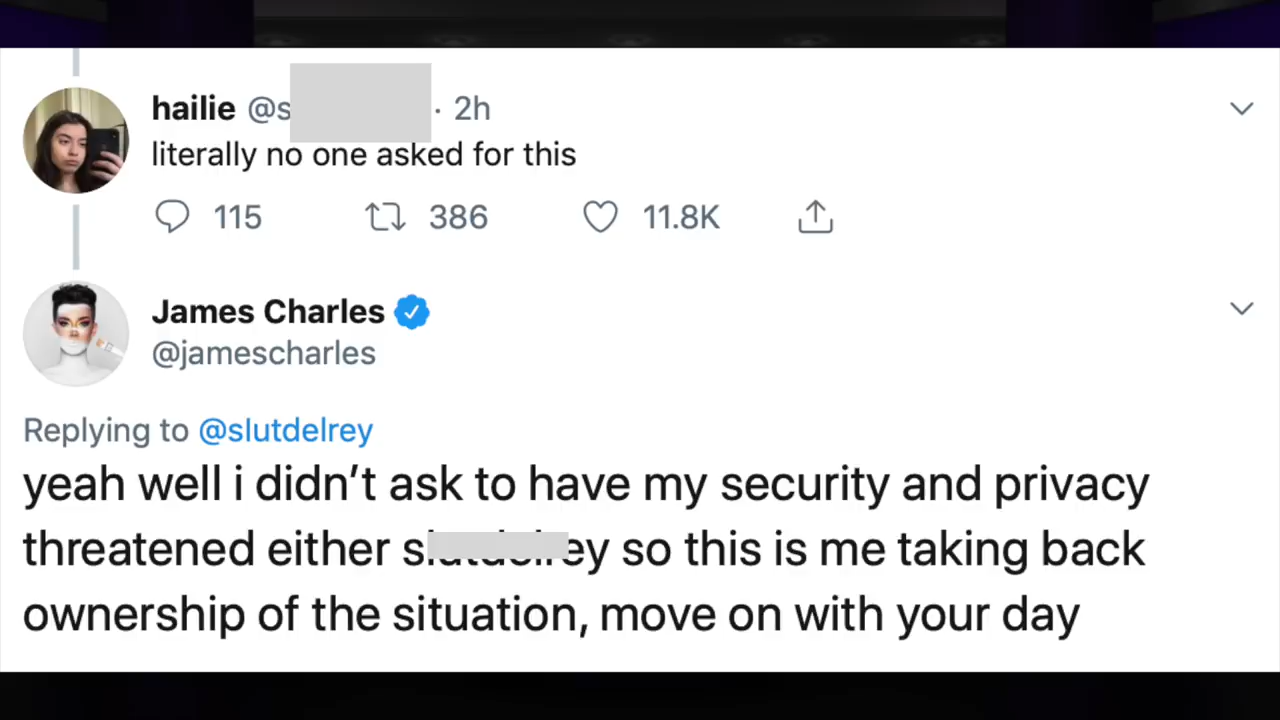 hailie @s · 2h
literally no one asked for this
115 386 11.8K
James Charles
@jamescharles
Replying to @slutdelrey
yeah well i didn't ask to have my security and privacy
threatened either s ey so this is me taking back
ownership of the situation, move on with your day